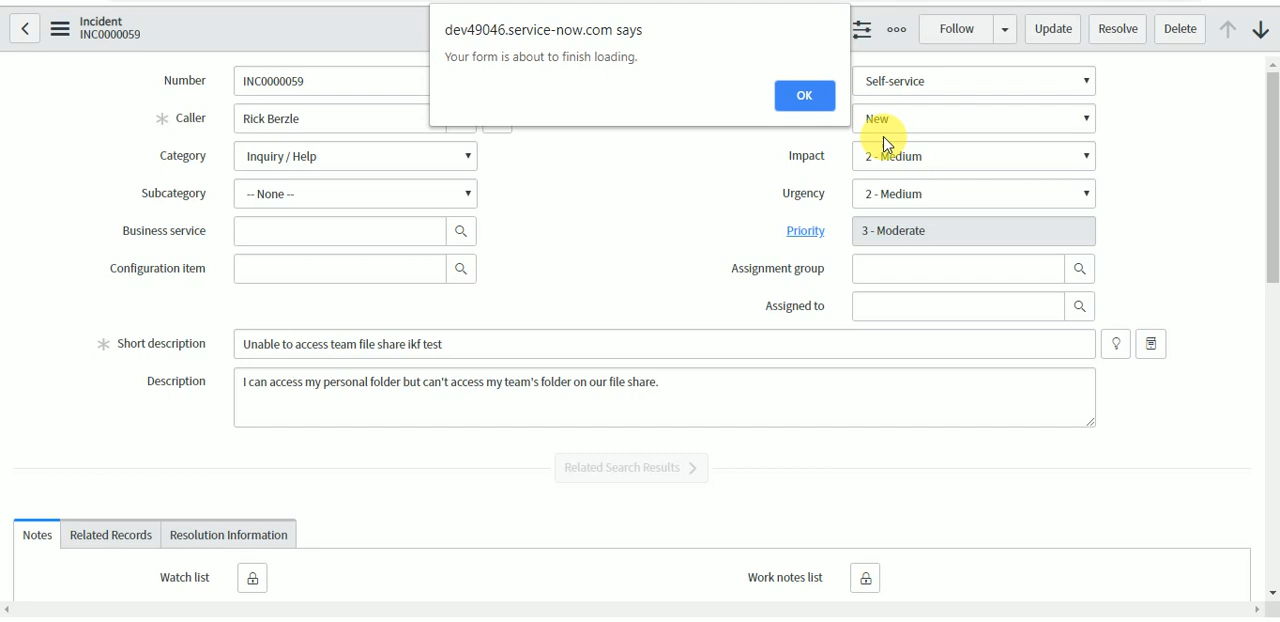 Incident
INC0000059
dev49046.service-now.com says
Your form is about to finish loading.
OK
Follow
Update
Resolve
Delete
Number
INC0000059
Self-service
Caller
Rick Berzle
New
Category
Inquiry / Help
Impact
2 - Medium
Subcategory
-- None --
Urgency
2 - Medium
Business service
Priority
3 - Moderate
Configuration item
Assignment group
Assigned to
Short description
Unable to access team file share ikf test
Description
I can access my personal folder but can't access my team's folder on our file share.
Related Search Results
Notes
Related Records
Resolution Information
Watch list
Work notes list